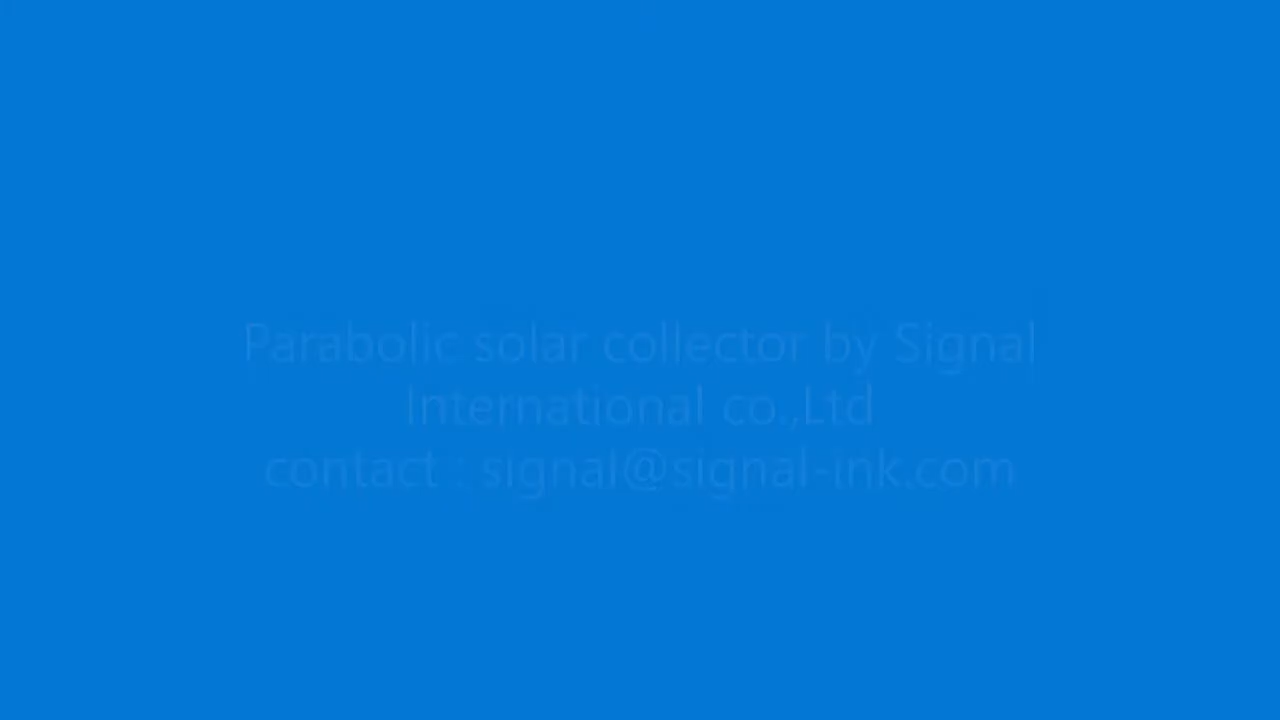 Parabolic solar collector by Signal
International co.,Ltd
contact : signal@signal-ink.com